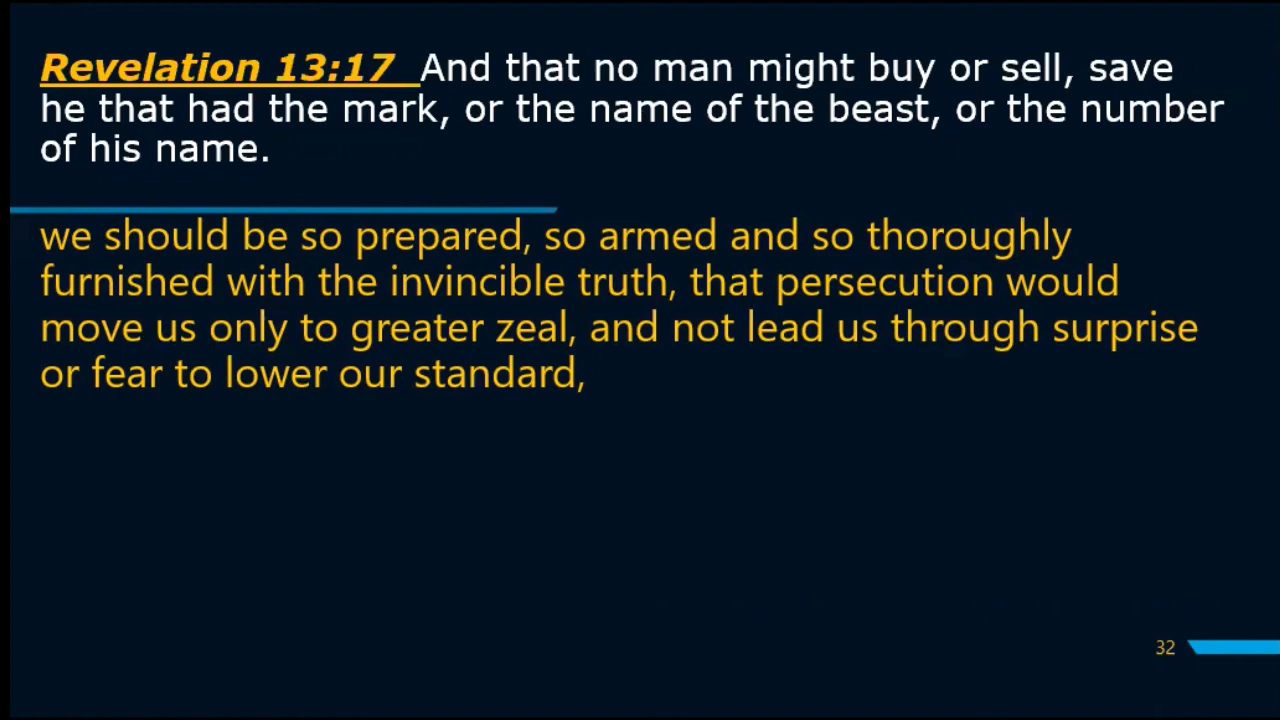 Revelation 13:17 And that no man might buy or sell, save
he that had the mark, or the name of the beast, or the number
of his name.
we should be so prepared, so armed and so thoroughly
furnished with the invincible truth, that persecution would
move us only to greater zeal, and not lead us through surprise
or fear to lower our standard,
32